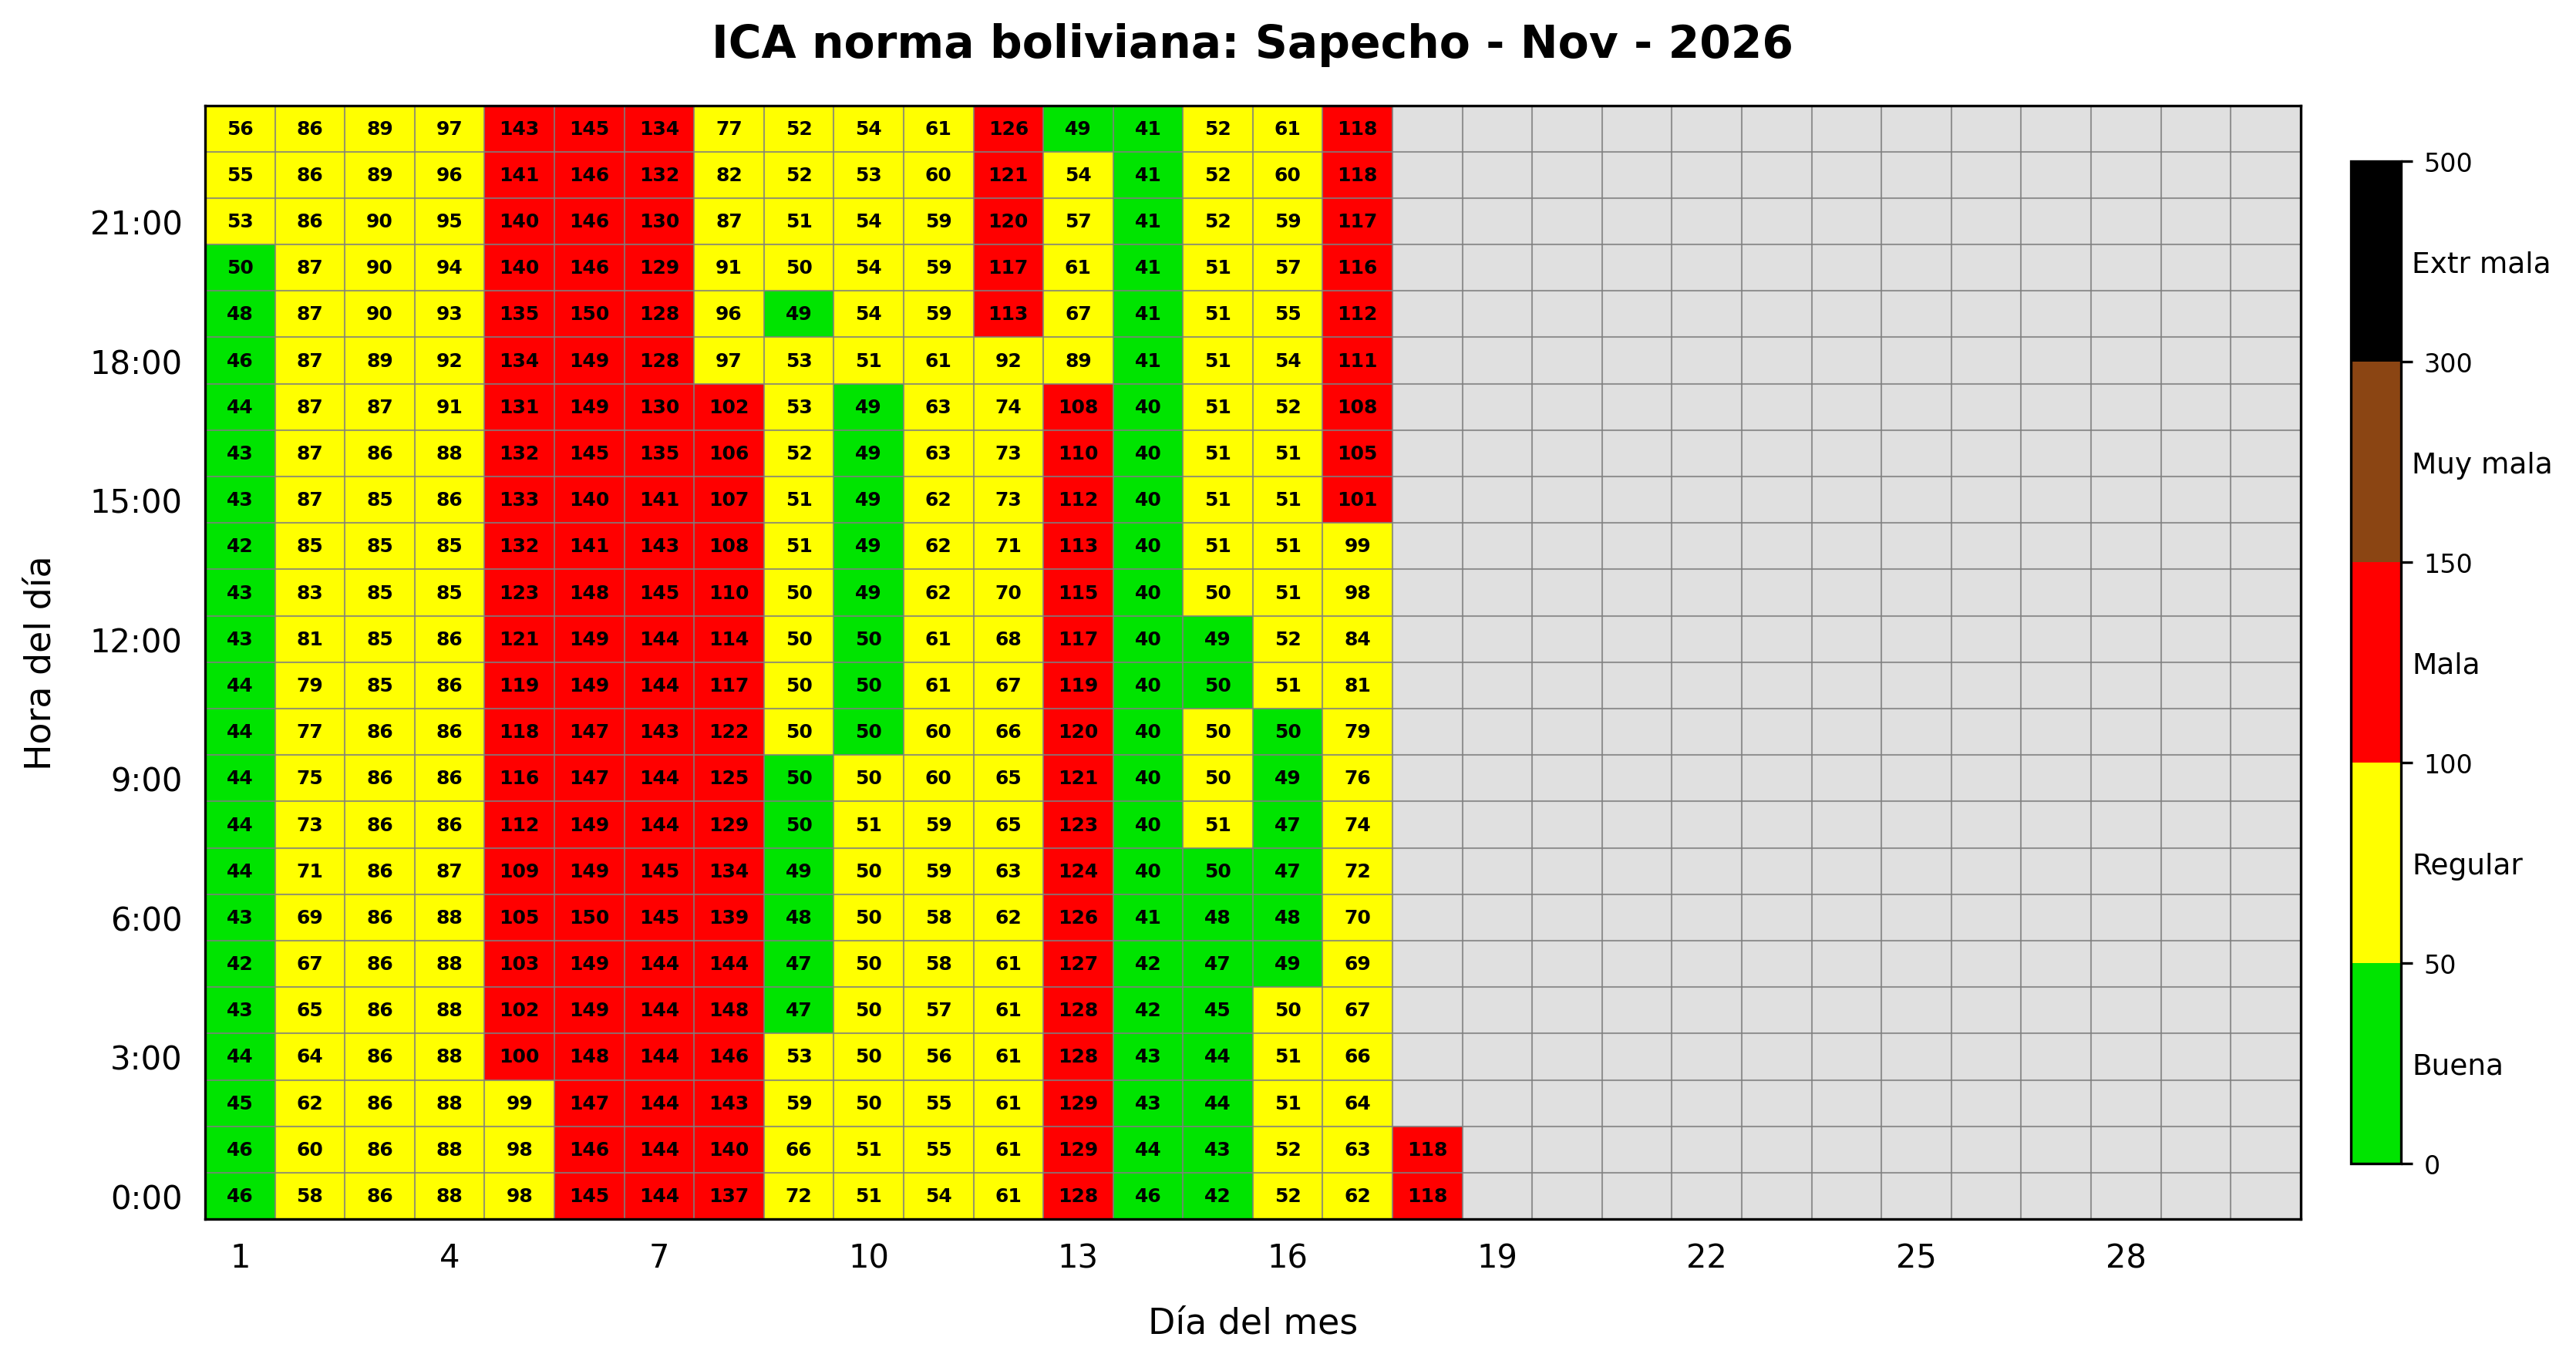 ICA norma boliviana: Sapecho - Nov - 2026
56 86 89 97 143 145 134 77 52 54 61 126 49 41 52 61 118
55 86 89 96 141 146 132 82 52 53 60 121 54 41 52 60 118
21:00 53 86 90 95 140 146 130 87 51 54 59 120 57 41 52 59 117
50 87 90 94 140 146 129 91 50 54 59 117 61 41 51 57 116
48 87 90 93 135 150 128 96 49 54 59 113 67 41 51 55 112
18:00 46 87 89 92 134 149 128 97 53 51 61 92 89 41 51 54 111
44 87 87 91 131 149 130 102 53 49 63 74 108 40 51 52 108
43 87 86 88 132 145 135 106 52 49 63 73 110 40 51 51 105
15:00 43 87 85 86 133 140 141 107 51 49 62 73 112 40 51 51 101
42 85 85 85 132 141 143 108 51 49 62 71 113 40 51 51 99
43 83 85 85 123 148 145 110 50 49 62 70 115 40 50 51 98
12:00 43 81 85 86 121 149 144 114 50 50 61 68 117 40 49 52 84
44 79 85 86 119 149 144 117 50 50 61 67 119 40 50 51 81
44 77 86 86 118 147 143 122 50 50 60 66 120 40 50 50 79
9:00 44 75 86 86 116 147 144 125 50 50 60 65 121 40 50 49 76
44 73 86 86 112 149 144 129 50 51 59 65 123 40 51 47 74
44 71 86 87 109 149 145 134 49 50 59 63 124 40 50 47 72
6:00 43 69 86 88 105 150 145 139 48 50 58 62 126 41 48 48 70
42 67 86 88 103 149 144 144 47 50 58 61 127 42 47 49 69
43 65 86 88 102 149 144 148 47 50 57 61 128 42 45 50 67
3:00 44 64 86 88 100 148 144 146 53 50 56 61 128 43 44 51 66
45 62 86 88 99 147 144 143 59 50 55 61 129 43 44 51 64
46 60 86 88 98 146 144 140 66 51 55 61 129 44 43 52 63 118
0:00 46 58 86 88 98 145 144 137 72 51 54 61 128 46 42 52 62 118
1 4 7 10 13 16 19 22 25 28
Día del mes
Hora del día
500
Extr mala
300
Muy mala
150
Mala
100
Regular
50
Buena
0